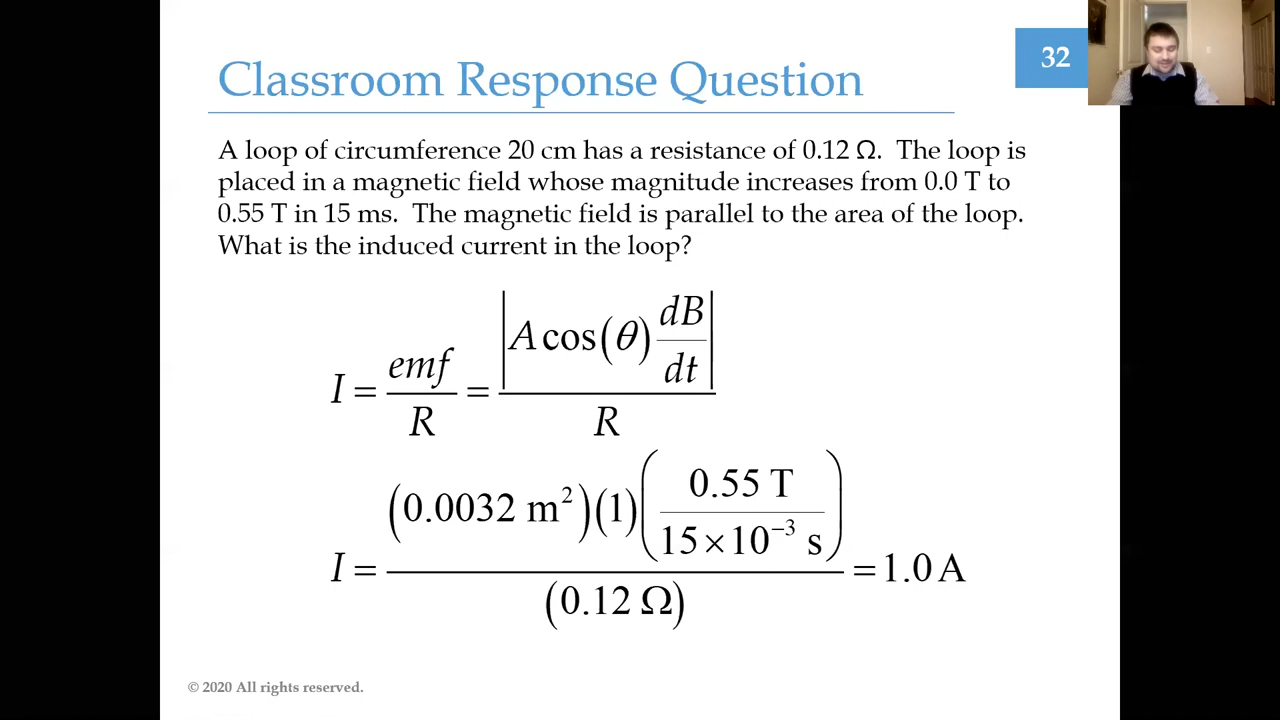 Classroom Response Question
32
A loop of circumference 20 cm has a resistance of 0.12 Ω. The loop is
placed in a magnetic field whose magnitude increases from 0.0 T to
0.55 T in 15 ms. The magnetic field is parallel to the area of the loop.
What is the induced current in the loop?
I = emf / R = |A cos(θ) dB/dt| / R
I = (0.0032 m²)(1)(0.55 T / 15×10⁻³ s) / (0.12 Ω) = 1.0 A
© 2020 All rights reserved.